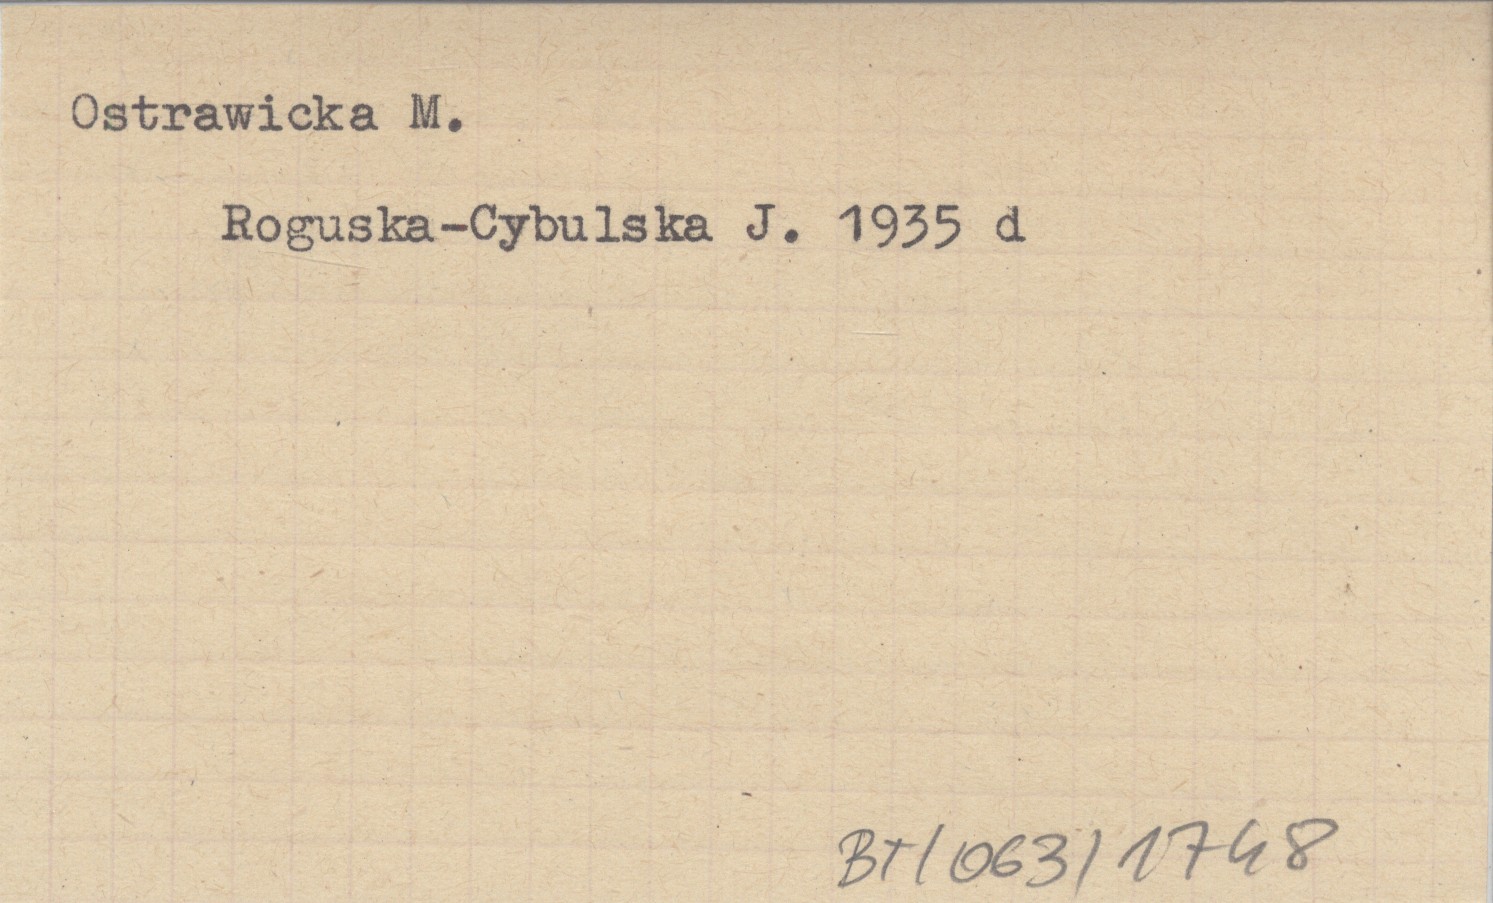 Ostrawicka M.
Roguska-Cybulska J. 1935 d
BT/063/1748